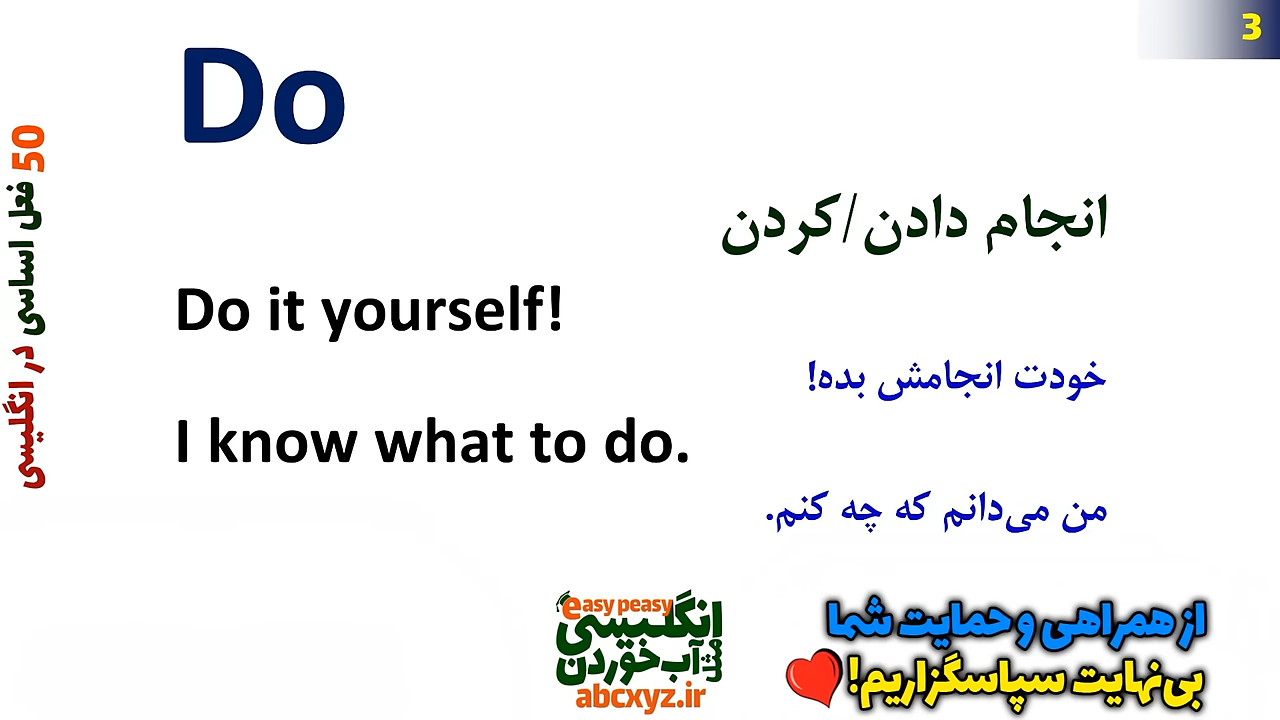 3
Do
انجام دادن/کردن
Do it yourself!
خودت انجامش بده!
I know what to do.
من می‌دانم که چه کنم.
50 فعل اساسی در انگلیسی
easy peasy
انگلیسی
مثل آب خوردن
abcxyz.ir
از همراهی و حمایت شما
بی‌نهایت سپاسگزاریم!